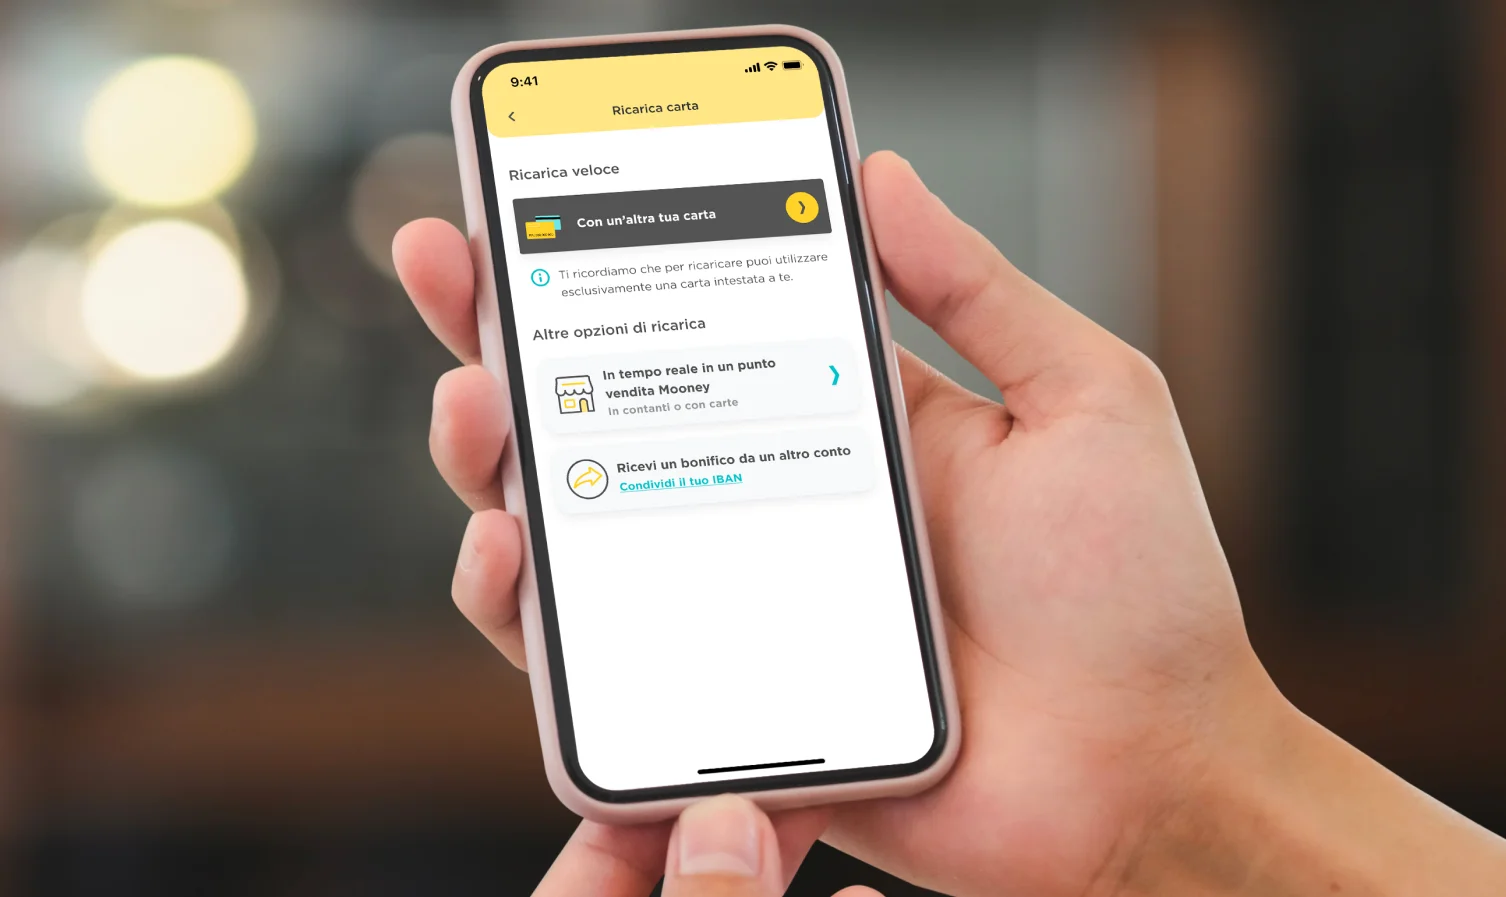 9:41
Ricarica carta
Ricarica veloce
Con un'altra tua carta
Ti ricordiamo che per ricaricare puoi utilizzare
esclusivamente una carta intestata a te.
Altre opzioni di ricarica
In tempo reale in un punto
vendita Mooney
In contanti o con carte
Ricevi un bonifico da un altro conto
Condividi il tuo IBAN